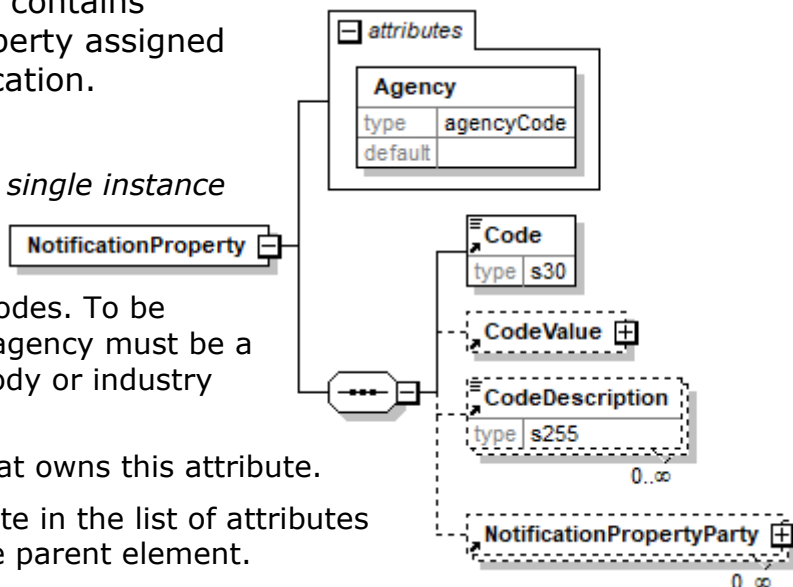 contains
perty assigned
cation.
single instance
odes. To be
agency must be a
ody or industry
at owns this attribute.
te in the list of attributes
e parent element.
attributes
Agency
type agencyCode
default
NotificationProperty
Code
type s30
CodeValue
CodeDescription
type s255
0..∞
NotificationPropertyParty
0..∞